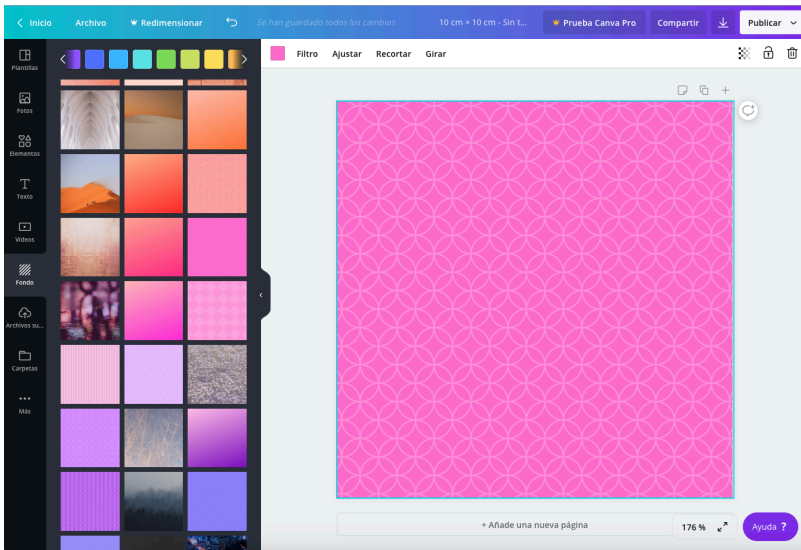 Inicio Archivo Redimensionar Se han guardado todos los cambios 10 cm × 10 cm - Sin t... Prueba Canva Pro Compartir Publicar
Filtro Ajustar Recortar Girar
Plantillas
Fotos
Elementos
Texto
Vídeos
Fondo
Archivos su...
Carpetas
Más
+ Añade una nueva página
176 %
Ayuda ?